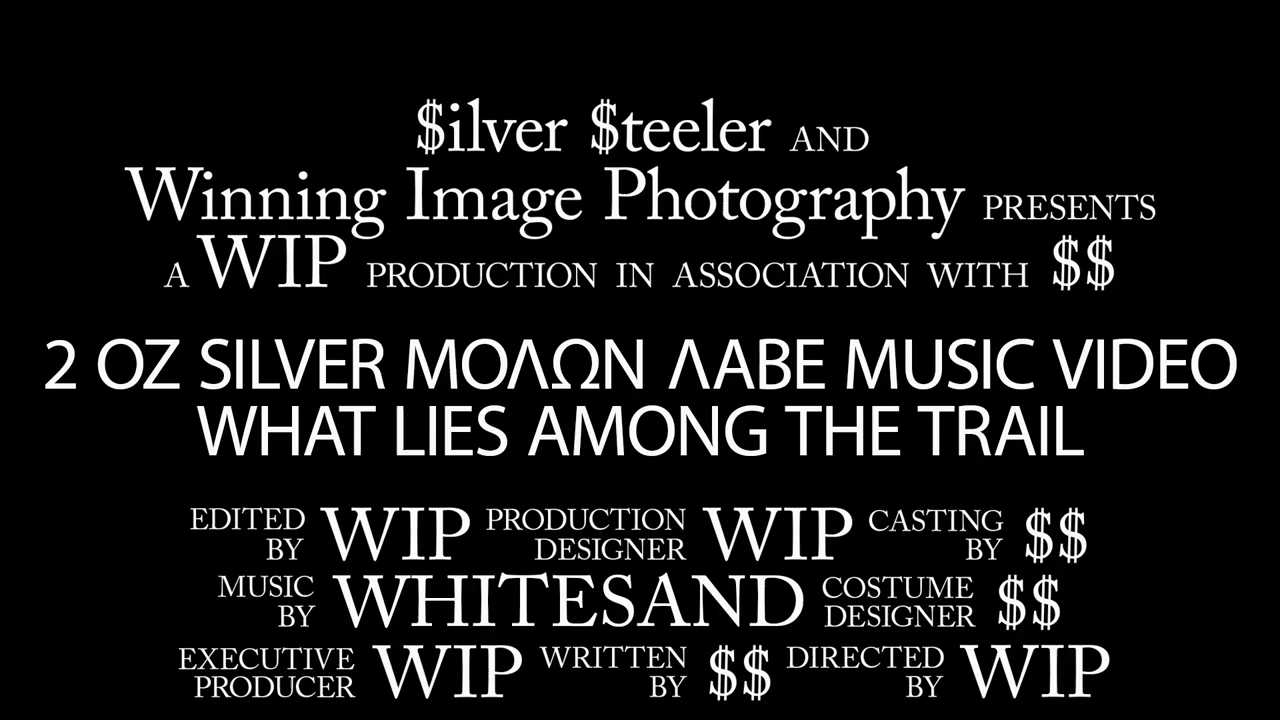 $ilver $teeler AND
Winning Image Photography PRESENTS
A WIP PRODUCTION IN ASSOCIATION WITH $$
2 OZ SILVER ΜΟΛΩΝ ΛΑΒΕ MUSIC VIDEO
WHAT LIES AMONG THE TRAIL
EDITED BY WIP PRODUCTION DESIGNER WIP CASTING BY $$
MUSIC BY WHITESAND COSTUME DESIGNER $$
EXECUTIVE PRODUCER WIP WRITTEN BY $$ DIRECTED BY WIP